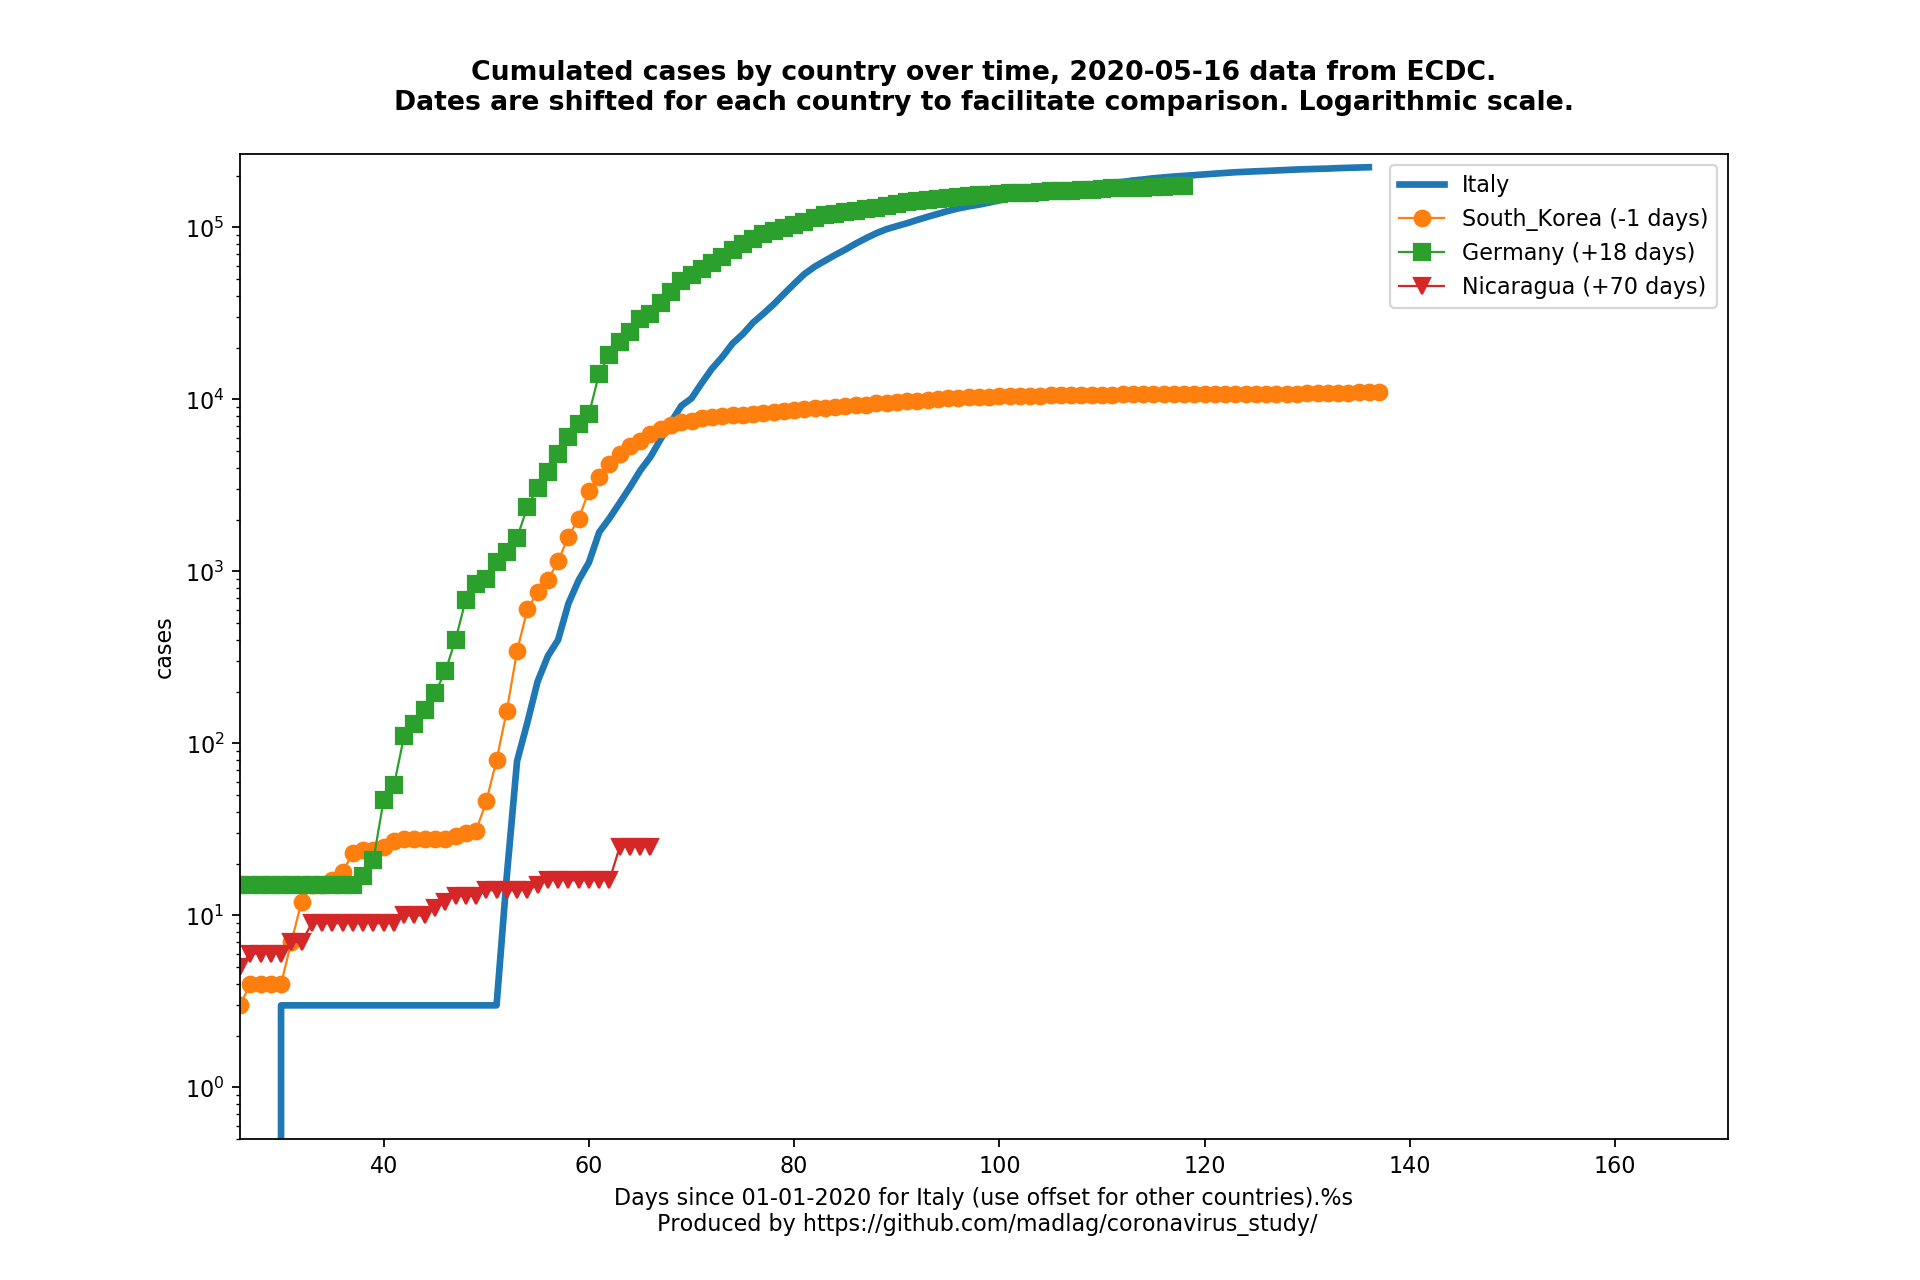 Cumulated cases by country over time, 2020-05-16 data from ECDC.
Dates are shifted for each country to facilitate comparison. Logarithmic scale.
Italy
South_Korea (-1 days)
Germany (+18 days)
Nicaragua (+70 days)
10⁵
10⁴
10³
10²
10¹
10⁰
cases
40 60 80 100 120 140 160
Days since 01-01-2020 for Italy (use offset for other countries).%s
Produced by https://github.com/madlag/coronavirus_study/